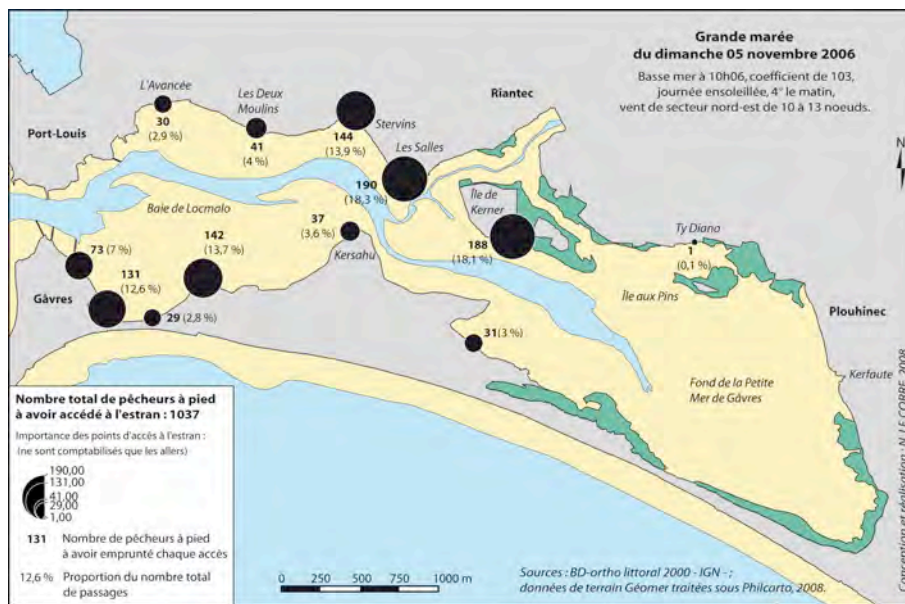 Grande marée
du dimanche 05 novembre 2006
Basse mer à 10h06, coefficient de 103,
journée ensoleillée, 4° le matin,
vent de secteur nord-est de 10 à 13 noeuds.
N
L'Avancée
30
(2,9 %)
Les Deux
Moulins
41
(4 %)
144
(13,9 %)
Stervins
Riantec
Les Salles
190
(18,3 %)
Port-Louis
Baie de Locmalo
37
(3,6 %)
Kersahu
Île de
Kerner
188
(18,1 %)
Ty Diana
1
(0,1 %)
Île aux Pins
73 (7 %)
142
(13,7 %)
131
(12,6 %)
Gâvres
29 (2,8 %)
31 (3 %)
Plouhinec
Kerfaute
Fond de la Petite
Mer de Gâvres
Nombre total de pêcheurs à pied
à avoir accédé à l'estran : 1037
Importance des points d'accès à l'estran :
(ne sont comptabilisés que les allers)
190,00
131,00
41,00
29,00
1,00
131 Nombre de pêcheurs à pied
à avoir emprunté chaque accès
12,6 % Proportion du nombre total
de passages
0 250 500 750 1000 m
Sources : BD-ortho littoral 2000 - IGN - ;
données de terrain Géomer traitées sous Philcarto, 2008.
Conception et réalisation : N. LE CORRE, 2008